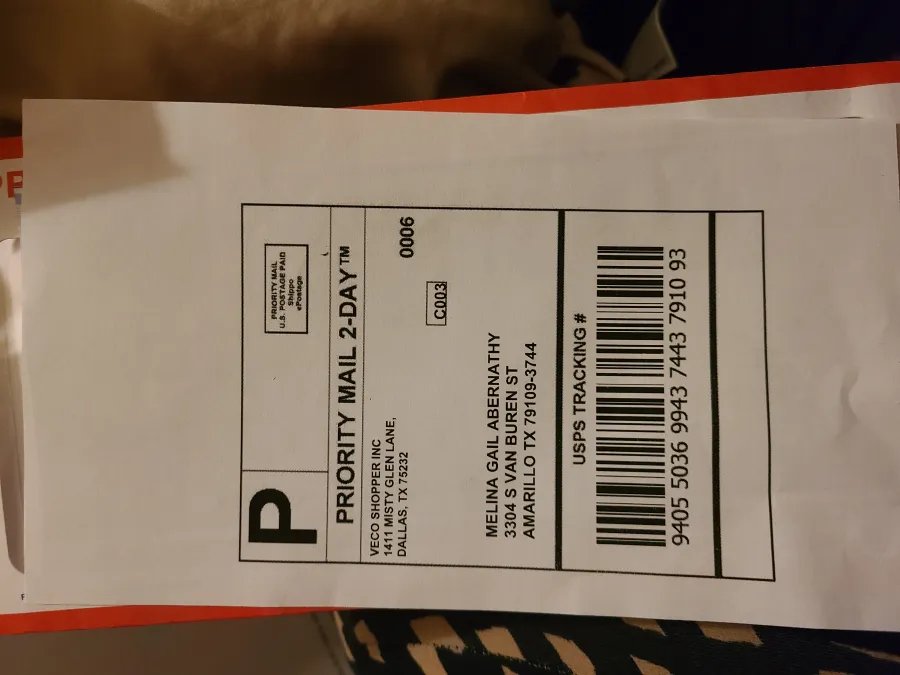 P
PRIORITY MAIL
U.S. POSTAGE PAID
Shippo
ePostage
PRIORITY MAIL 2-DAY™
VECO SHOPPER INC
1411 MISTY GLEN LANE,
DALLAS, TX 75232
0006
C003
MELINA GAIL ABERNATHY
3304 S VAN BUREN ST
AMARILLO TX 79109-3744
USPS TRACKING #
9405 5036 9943 7443 7910 93